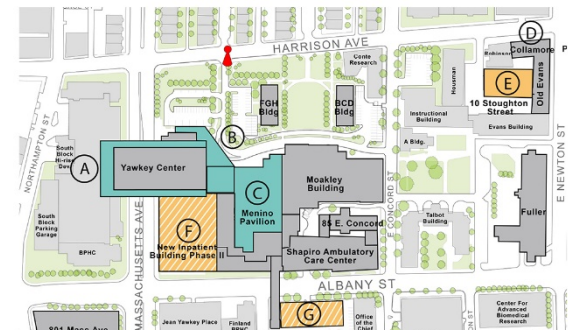 HARRISON AVE
D
Collamore
Robinson
E
Old Evans
10 Stoughton
Street
Conte
Research
Housman
FGH
Bldg
BCD
Bldg
Instructional
Building
Evans Building
A Bldg.
NORTHAMPTON ST
South
Block
A
B
Yawkey Center
C
Menino
Pavilion
Moakley
Building
E CONCORD ST
E NEWTON ST
Fuller
Talbot
Building
85 E. Concord
South
Block
Parking
Garage
BPHC
MASSACHUSETTS AVE
F
New Inpatient
Building Phase II
Shapiro Ambulatory
Care Center
ALBANY ST
G
801 Mass Ave
Jean Yawkey Place
Finland
BPHC
Office
of the
Chief
Center For
Advanced
Biomedical
Research